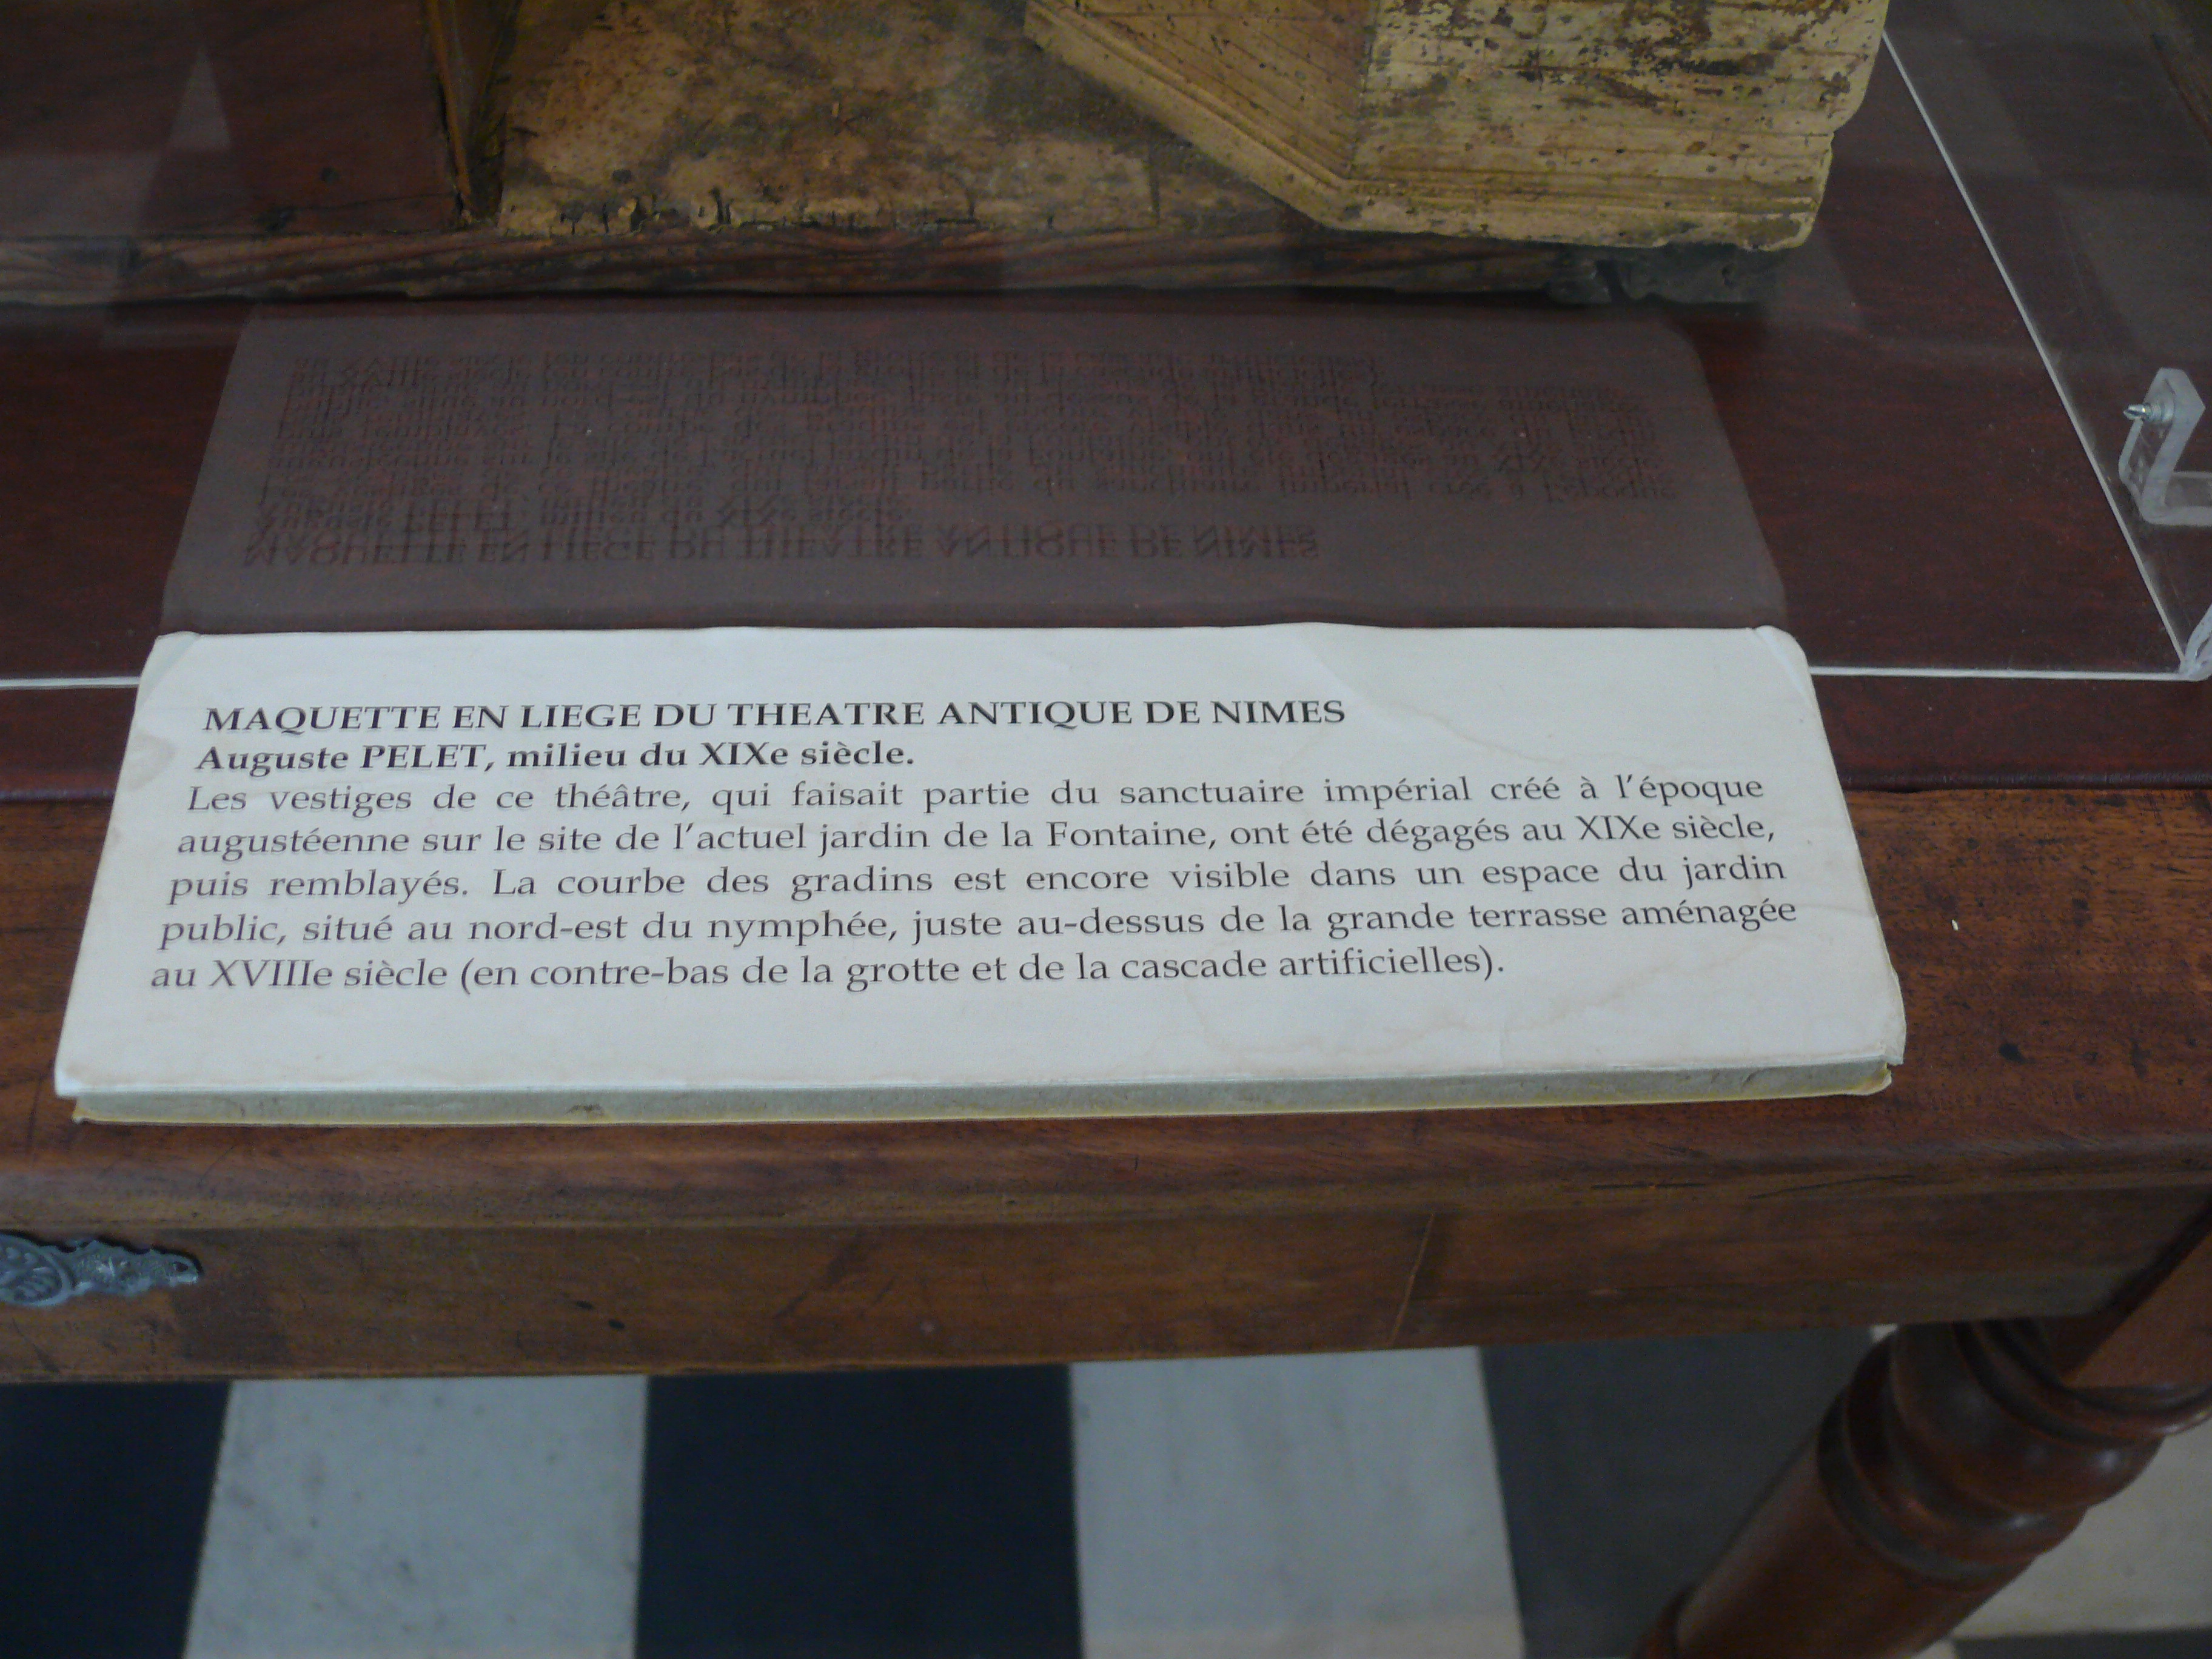 MAQUETTE EN LIEGE DU THEATRE ANTIQUE DE NIMES
Auguste PELET, milieu du XIXe siècle.
Les vestiges de ce théâtre, qui faisait partie du sanctuaire impérial créé à l'époque
augustéenne sur le site de l'actuel jardin de la Fontaine, ont été dégagés au XIXe siècle,
puis remblayés. La courbe des gradins est encore visible dans un espace du jardin
public, situé au nord-est du nymphée, juste au-dessus de la grande terrasse aménagée
au XVIIIe siècle (en contre-bas de la grotte et de la cascade artificielles).